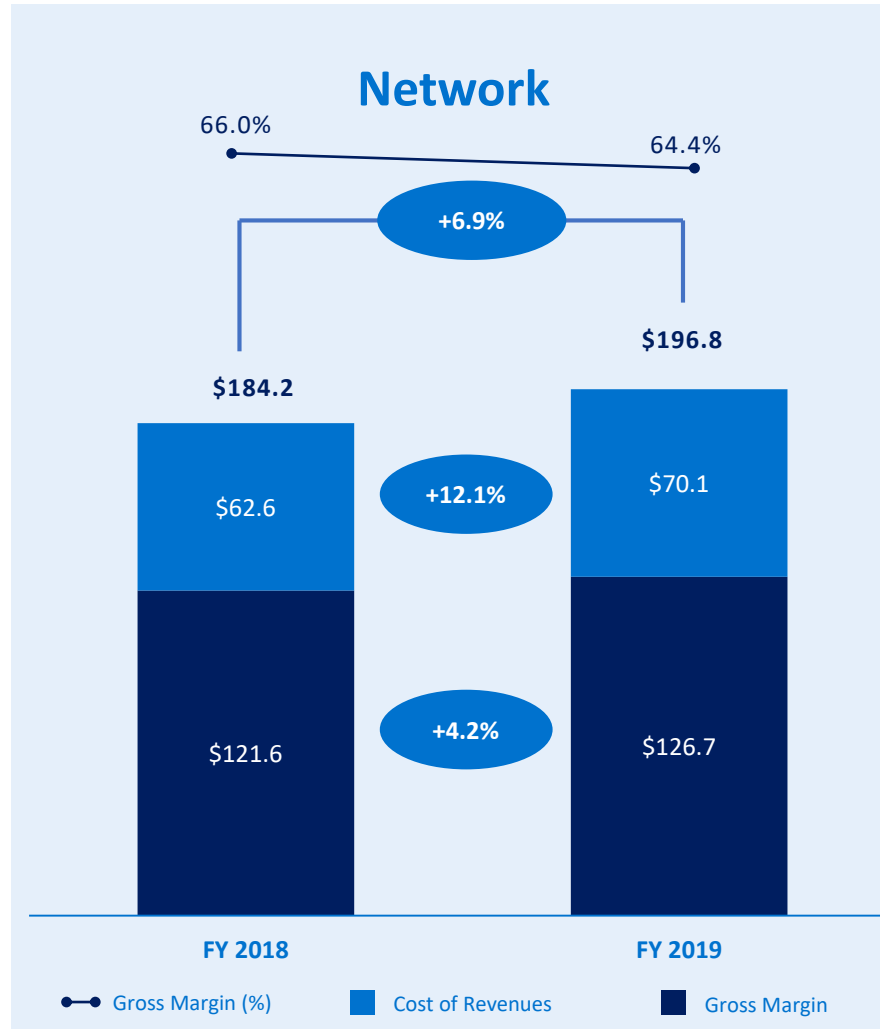 Network
66.0%
64.4%
+6.9%
$196.8
$184.2
$62.6
+12.1%
$70.1
+4.2%
$121.6
$126.7
FY 2018
FY 2019
Gross Margin (%)
Cost of Revenues
Gross Margin